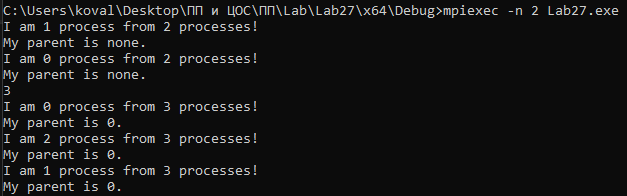 C:\Users\koval\Desktop\ПП и ЦОС\ПП\Lab\Lab27\x64\Debug>mpiexec -n 2 Lab27.exe
I am 1 process from 2 processes!
My parent is none.
I am 0 process from 2 processes!
My parent is none.
3
I am 0 process from 3 processes!
My parent is 0.
I am 2 process from 3 processes!
My parent is 0.
I am 1 process from 3 processes!
My parent is 0.